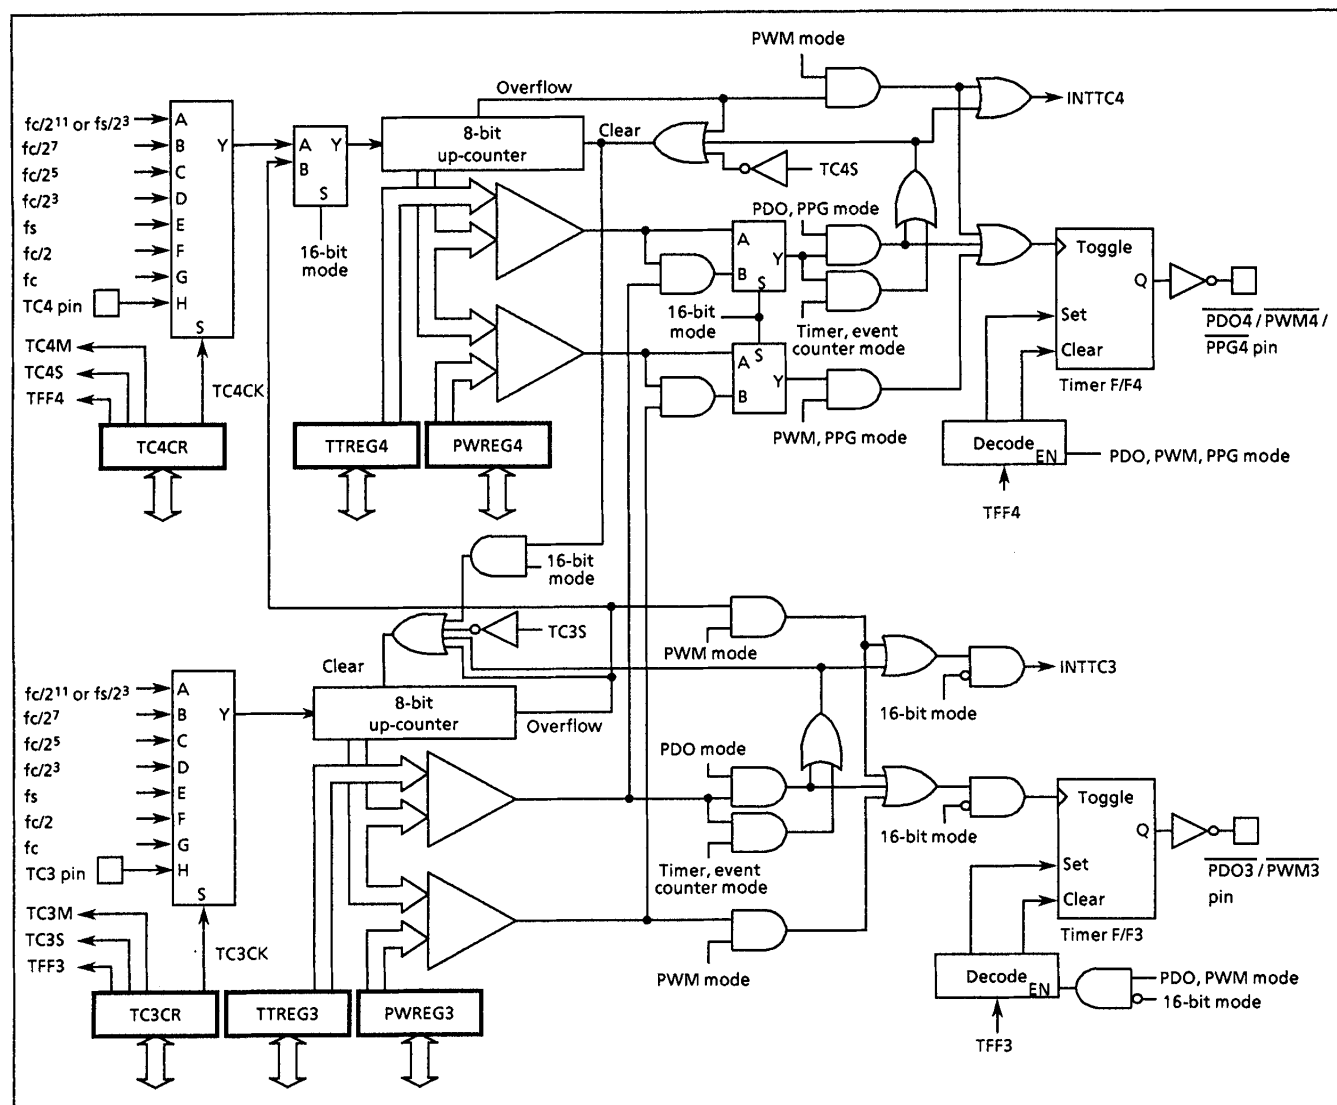 PWM mode
Overflow
INTTC4
fc/2¹¹ or fs/2³
A
fc/2⁷
B
Y
fc/2⁵
C
fc/2³
D
fs
E
fc/2
F
fc
G
TC4 pin
H
S
A
Y
B
S
16-bit
mode
8-bit
up-counter
Clear
TC4S
PDO, PPG mode
A
Y
B
S
16-bit
mode
Timer, event
counter mode
S
A
Y
B
PWM, PPG mode
Toggle
Q
Set
Clear
Timer F/F4
PDO4 / PWM4 /
PPG4 pin
TC4M
TC4S
TFF4
TC4CK
TC4CR
TTREG4
PWREG4
Decode
EN
PDO, PWM, PPG mode
TFF4
16-bit
mode
TC3S
PWM mode
INTTC3
16-bit mode
Clear
fc/2¹¹ or fs/2³
A
fc/2⁷
B
Y
fc/2⁵
C
fc/2³
D
fs
E
fc/2
F
fc
G
TC3 pin
H
S
8-bit
up-counter
Overflow
PDO mode
Timer, event
counter mode
16-bit mode
PWM mode
Toggle
Q
Set
Clear
Timer F/F3
PDO3 / PWM3
pin
TC3M
TC3S
TFF3
TC3CK
TC3CR
TTREG3
PWREG3
Decode
EN
PDO, PWM mode
16-bit mode
TFF3